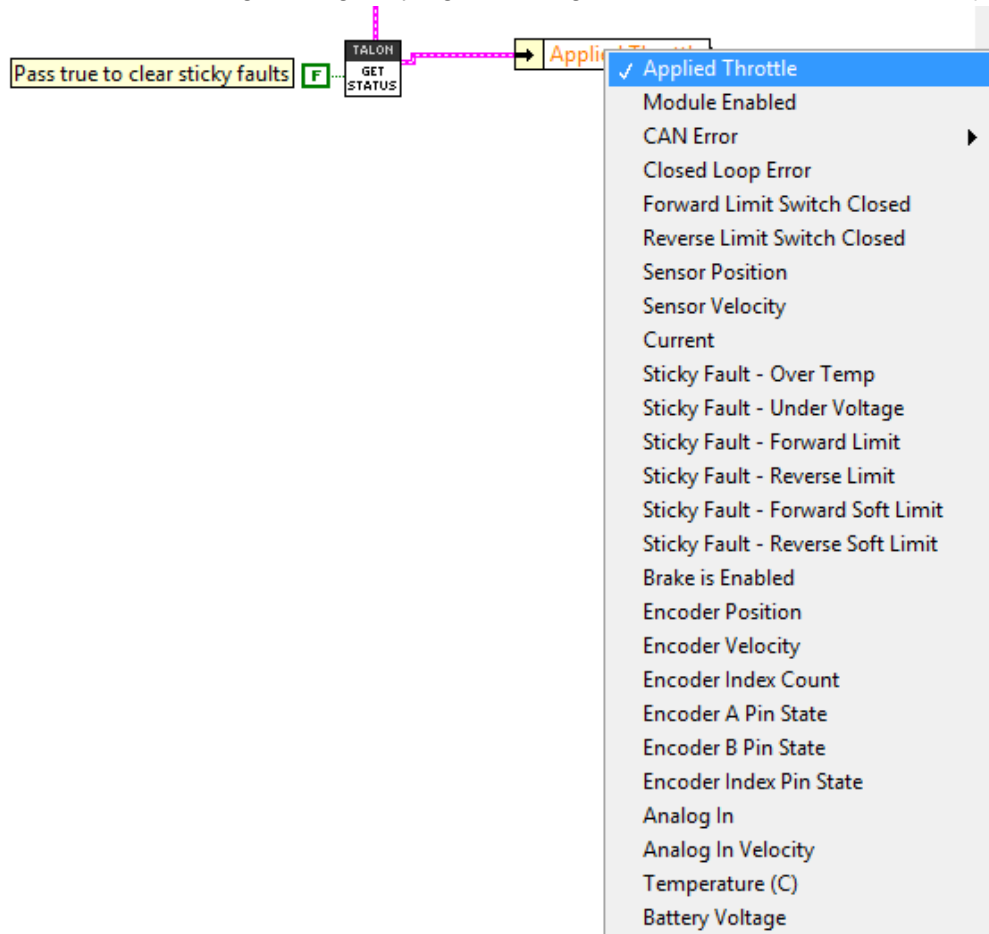 TALON
GET
STATUS
Pass true to clear sticky faults
F
Applied Throttle
Applied Throttle
Module Enabled
CAN Error
Closed Loop Error
Forward Limit Switch Closed
Reverse Limit Switch Closed
Sensor Position
Sensor Velocity
Current
Sticky Fault - Over Temp
Sticky Fault - Under Voltage
Sticky Fault - Forward Limit
Sticky Fault - Reverse Limit
Sticky Fault - Forward Soft Limit
Sticky Fault - Reverse Soft Limit
Brake is Enabled
Encoder Position
Encoder Velocity
Encoder Index Count
Encoder A Pin State
Encoder B Pin State
Encoder Index Pin State
Analog In
Analog In Velocity
Temperature (C)
Battery Voltage